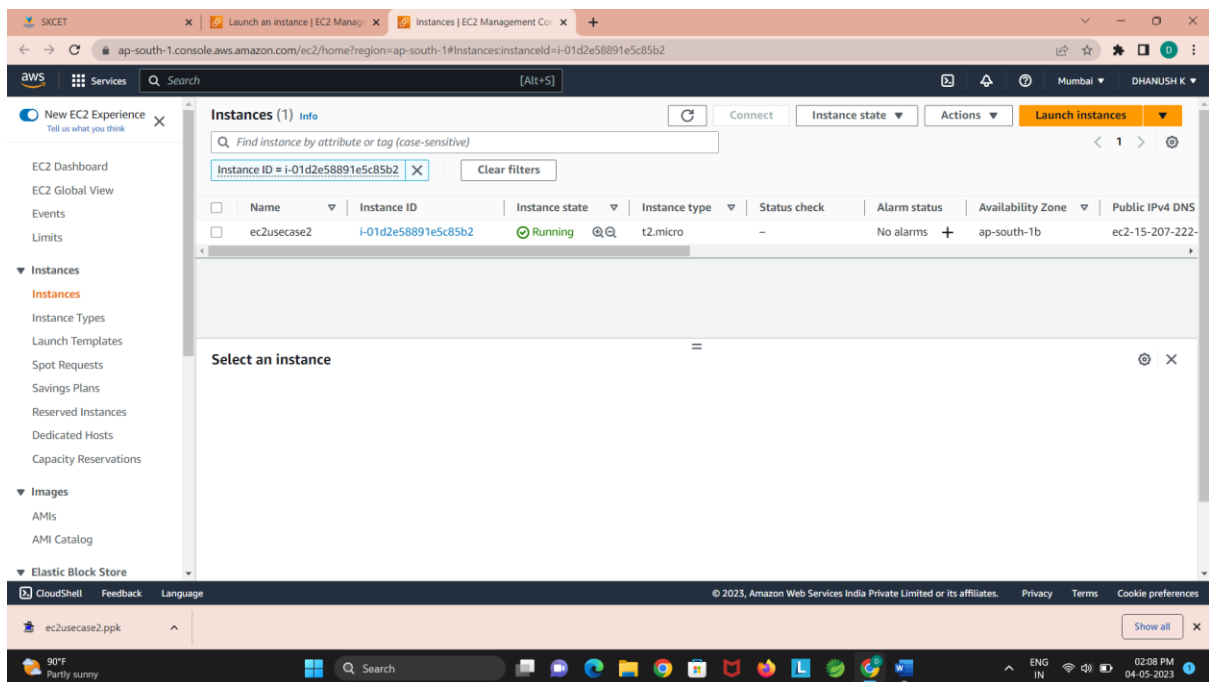 SKCET
Launch an instance | EC2 Manag
Instances | EC2 Management Con
ap-south-1.console.aws.amazon.com/ec2/home?region=ap-south-1#Instances:instanceId=i-01d2e58891e5c85b2
D
aws
Services
Search
[Alt+S]
Mumbai
DHANUSH K
New EC2 Experience
Tell us what you think
EC2 Dashboard
EC2 Global View
Events
Limits
Instances
Instances
Instance Types
Launch Templates
Spot Requests
Savings Plans
Reserved Instances
Dedicated Hosts
Capacity Reservations
Images
AMIs
AMI Catalog
Elastic Block Store
Instances (1) Info
Connect
Instance state
Actions
Launch instances
Find instance by attribute or tag (case-sensitive)
1
Instance ID = i-01d2e58891e5c85b2
Clear filters
Name Instance ID Instance state Instance type Status check Alarm status Availability Zone Public IPv4 DNS
ec2usecase2 i-01d2e58891e5c85b2 Running t2.micro – No alarms + ap-south-1b ec2-15-207-222-
Select an instance
CloudShell Feedback Language © 2023, Amazon Web Services India Private Limited or its affiliates. Privacy Terms Cookie preferences
ec2usecase2.ppk
Show all
90°F
Partly sunny
Search
L
W
ENG
IN
02:08 PM
04-05-2023
1